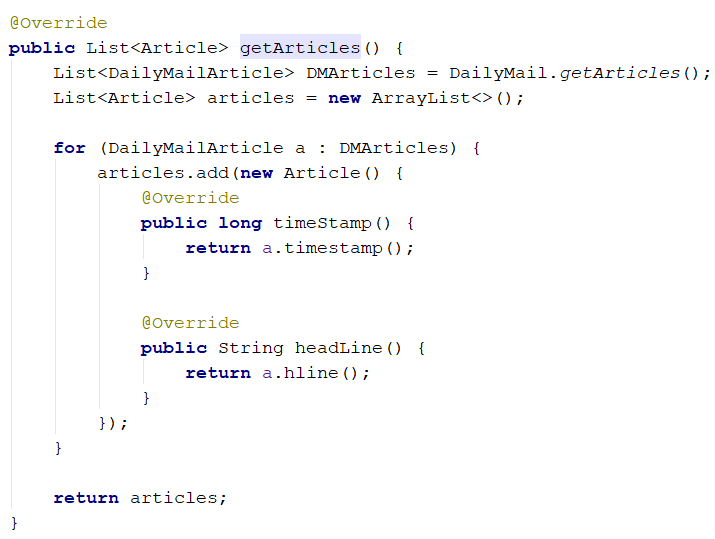 @Override
public List<Article> getArticles() {
    List<DailyMailArticle> DMArticles = DailyMail.getArticles();
    List<Article> articles = new ArrayList<>();

    for (DailyMailArticle a : DMArticles) {
        articles.add(new Article() {
            @Override
            public long timeStamp() {
                return a.timestamp();
            }

            @Override
            public String headLine() {
                return a.hline();
            }
        });
    }

    return articles;
}